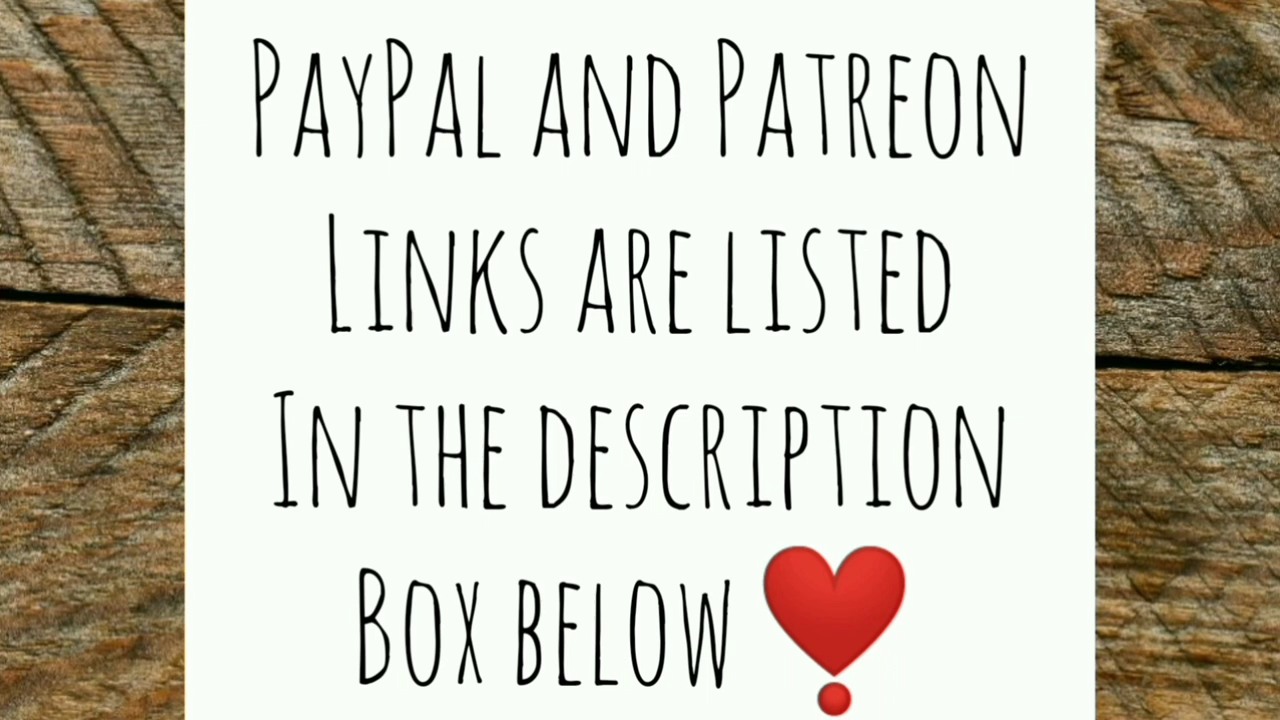 PayPal and Patreon
Links are listed
In the description
Box below ❣️